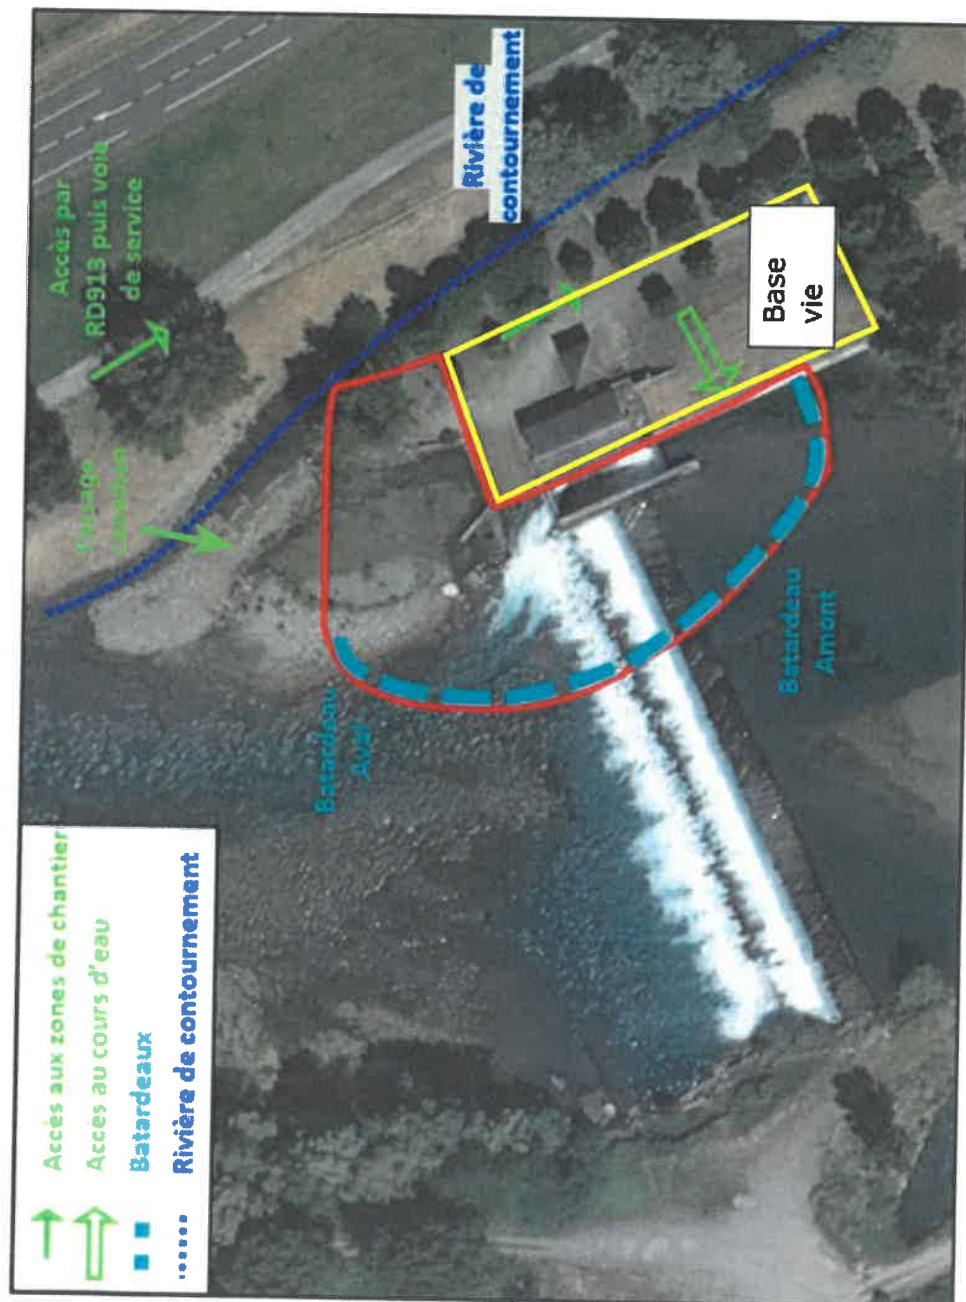 Accès aux zones de chantier
Accès au cours d'eau
Batardeaux
Rivière de contournement
Batardeau
Aval
Batardeau
Amont
Accès par
RD913 puis voie
de service
Rivière de
contournement
Base
vie